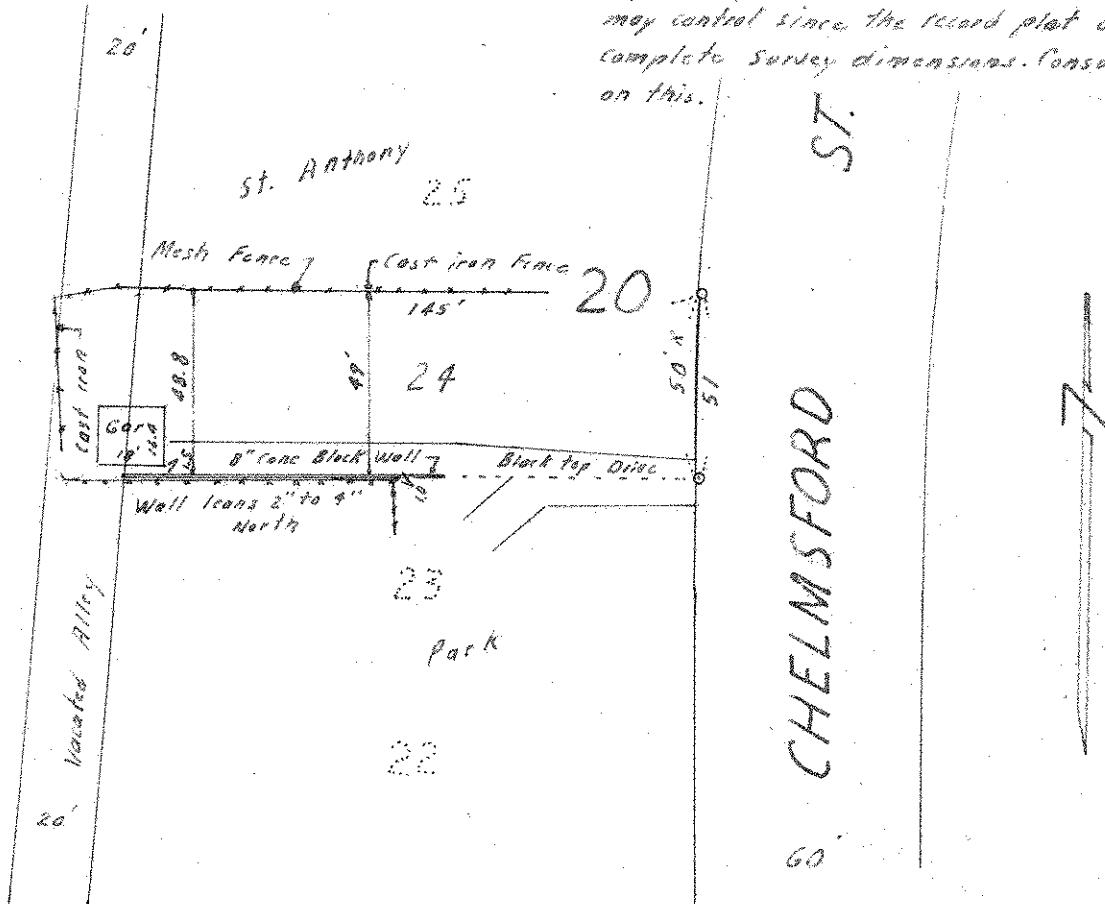 may control since the record plat
complete Survey dimensions.
on this.
20'
ST.
St. Anthony
25
Mesh Fence
Cast iron Fence
20
145'
50' R
51
Cast iron
48.8
49'
24
Gar
18'
8" Conc Block Wall
Black top Drive
Wall leans 2" to 4"
North
23
Park
22
Vacated Alley
20'
CHELMSFORD
60'